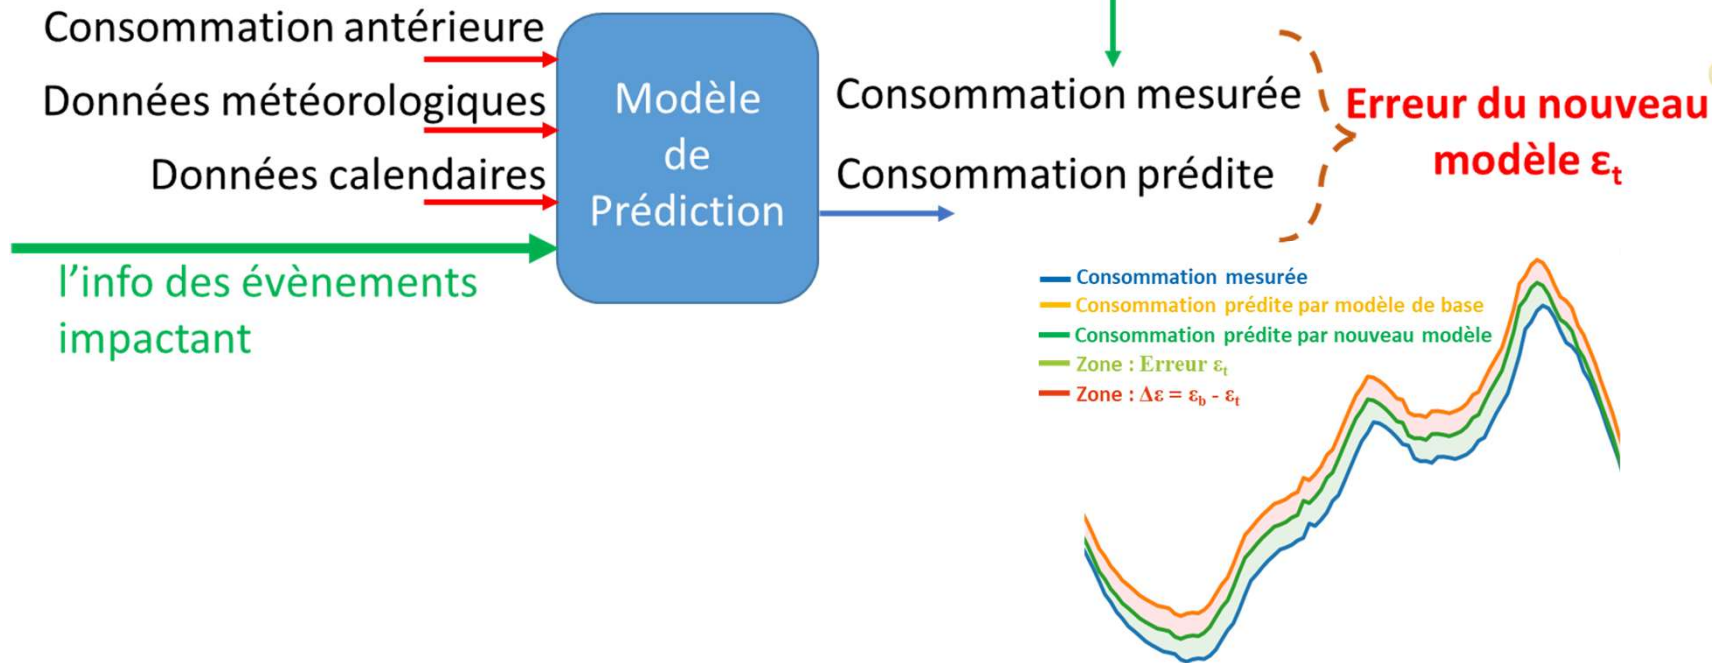 Consommation antérieure
Données météorologiques
Données calendaires
l’info des évènements
impactant
Modèle
de
Prédiction
Consommation mesurée
Consommation prédite
Erreur du nouveau
modèle εt
Consommation mesurée
Consommation prédite par modèle de base
Consommation prédite par nouveau modèle
Zone : Erreur εt
Zone : Δε = εb - εt